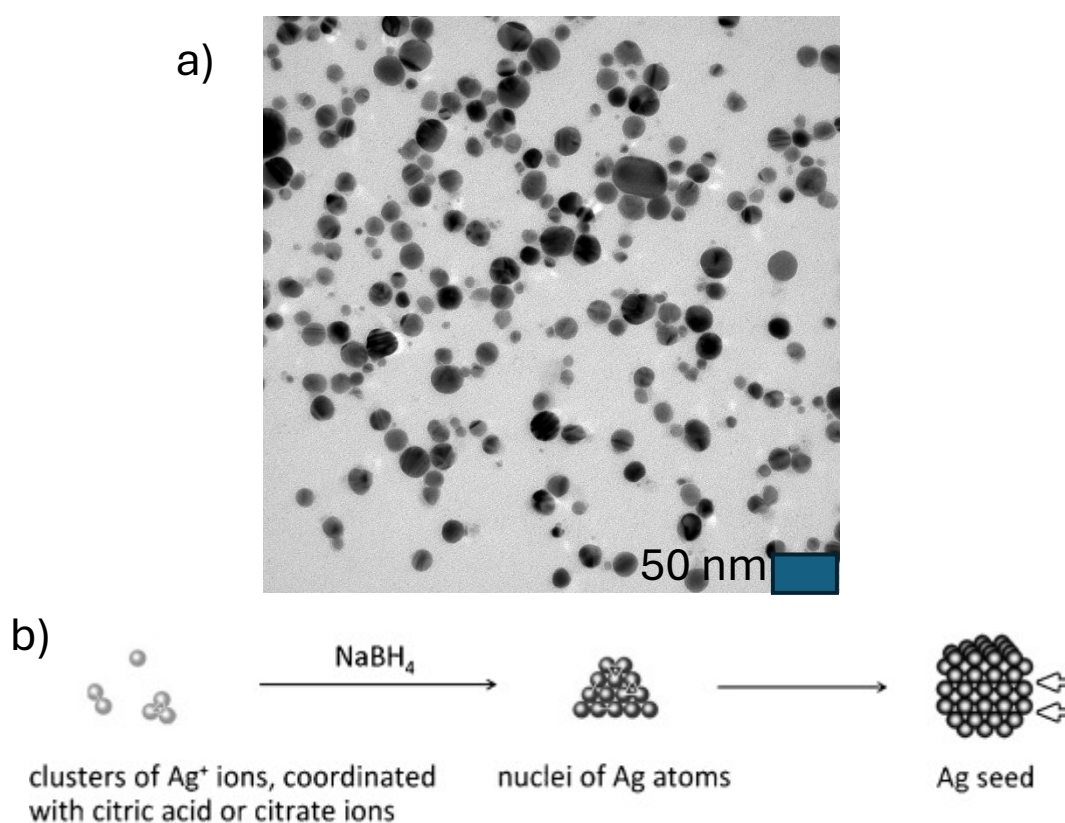 a)
50 nm
b)
NaBH₄
clusters of Ag⁺ ions, coordinated
with citric acid or citrate ions
nuclei of Ag atoms
Ag seed